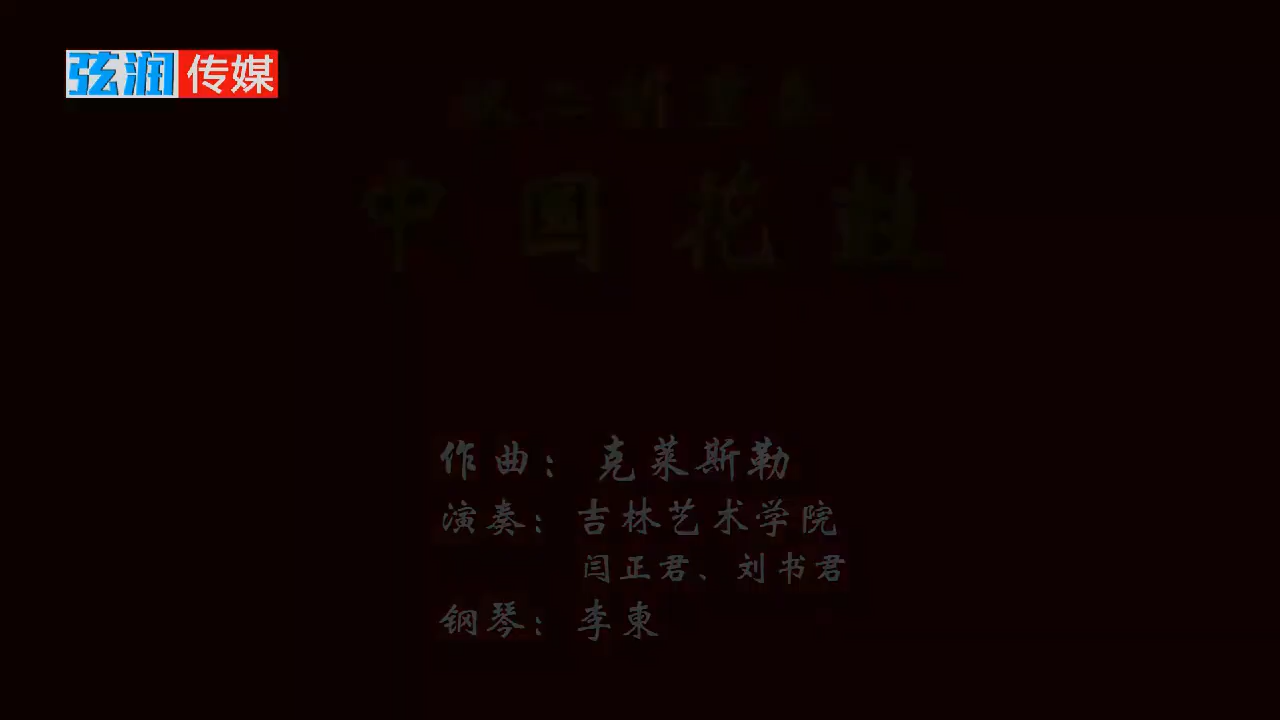 弦润传媒
中国花鼓
作曲：克莱斯勒
演奏：吉林艺术学院
闫正君、刘书君
钢琴：李東